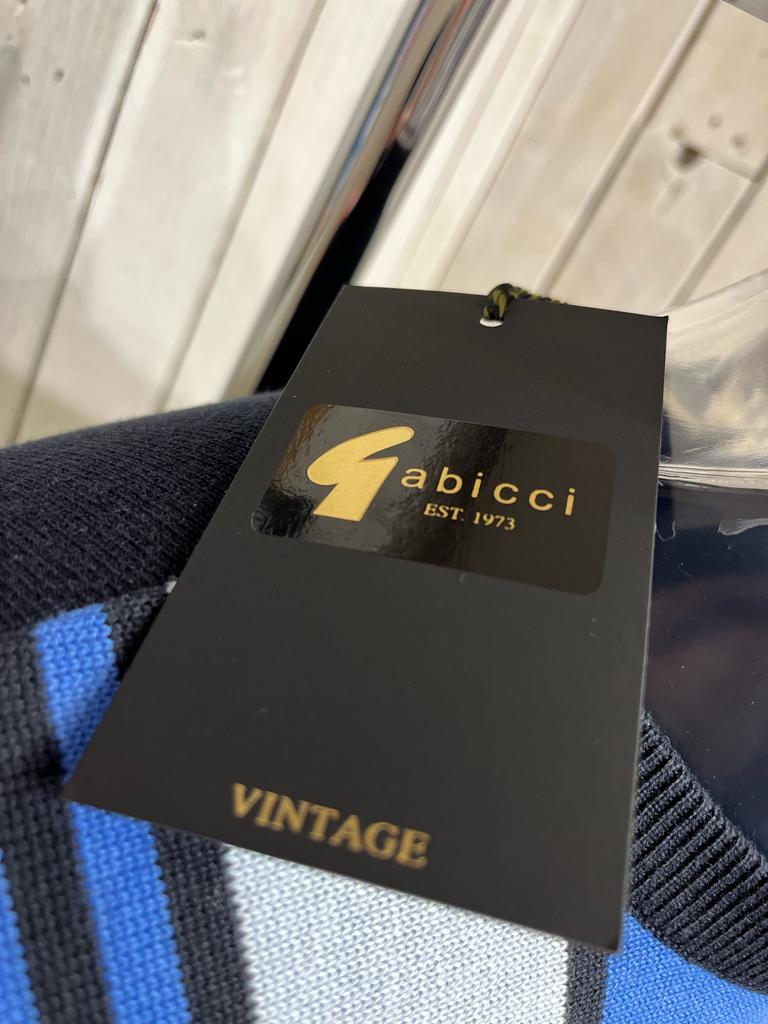 Gabicci
EST. 1973
VINTAGE